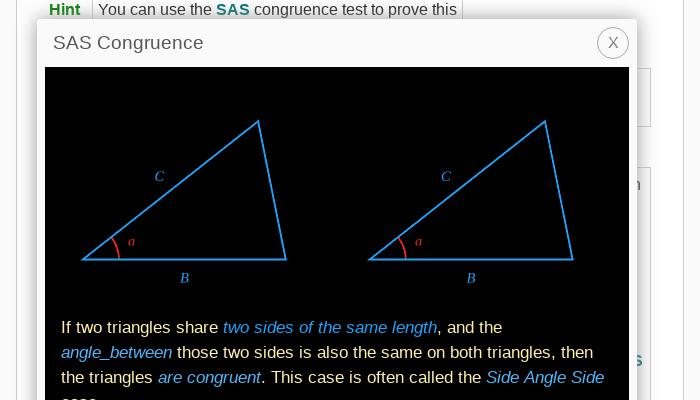 Hint You can use the SAS congruence test to prove this
SAS Congruence X
C C
a a
B B
If two triangles share two sides of the same length, and the
angle_between those two sides is also the same on both triangles, then
the triangles are congruent. This case is often called the Side Angle Side